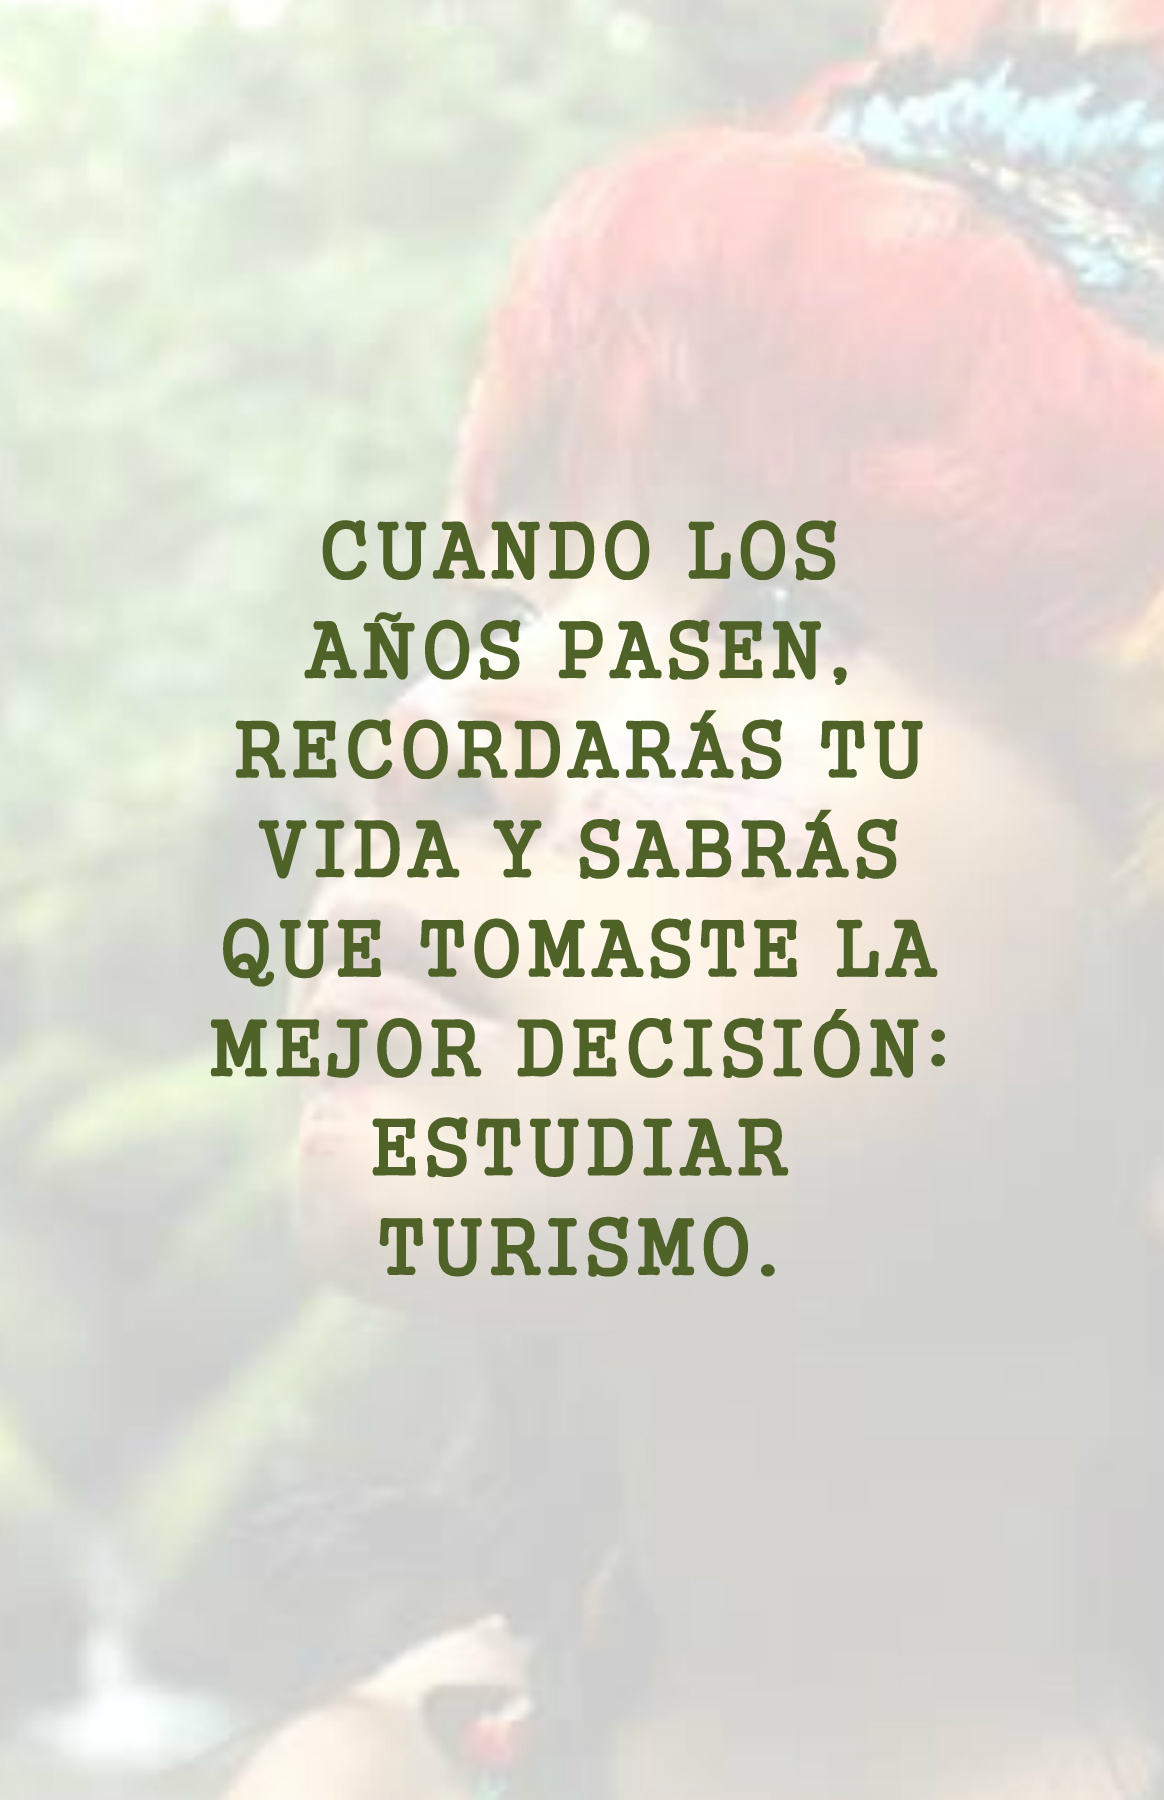 CUANDO LOS
AÑOS PASEN,
RECORDARÁS TU
VIDA Y SABRÁS
QUE TOMASTE LA
MEJOR DECISIÓN:
ESTUDIAR
TURISMO.